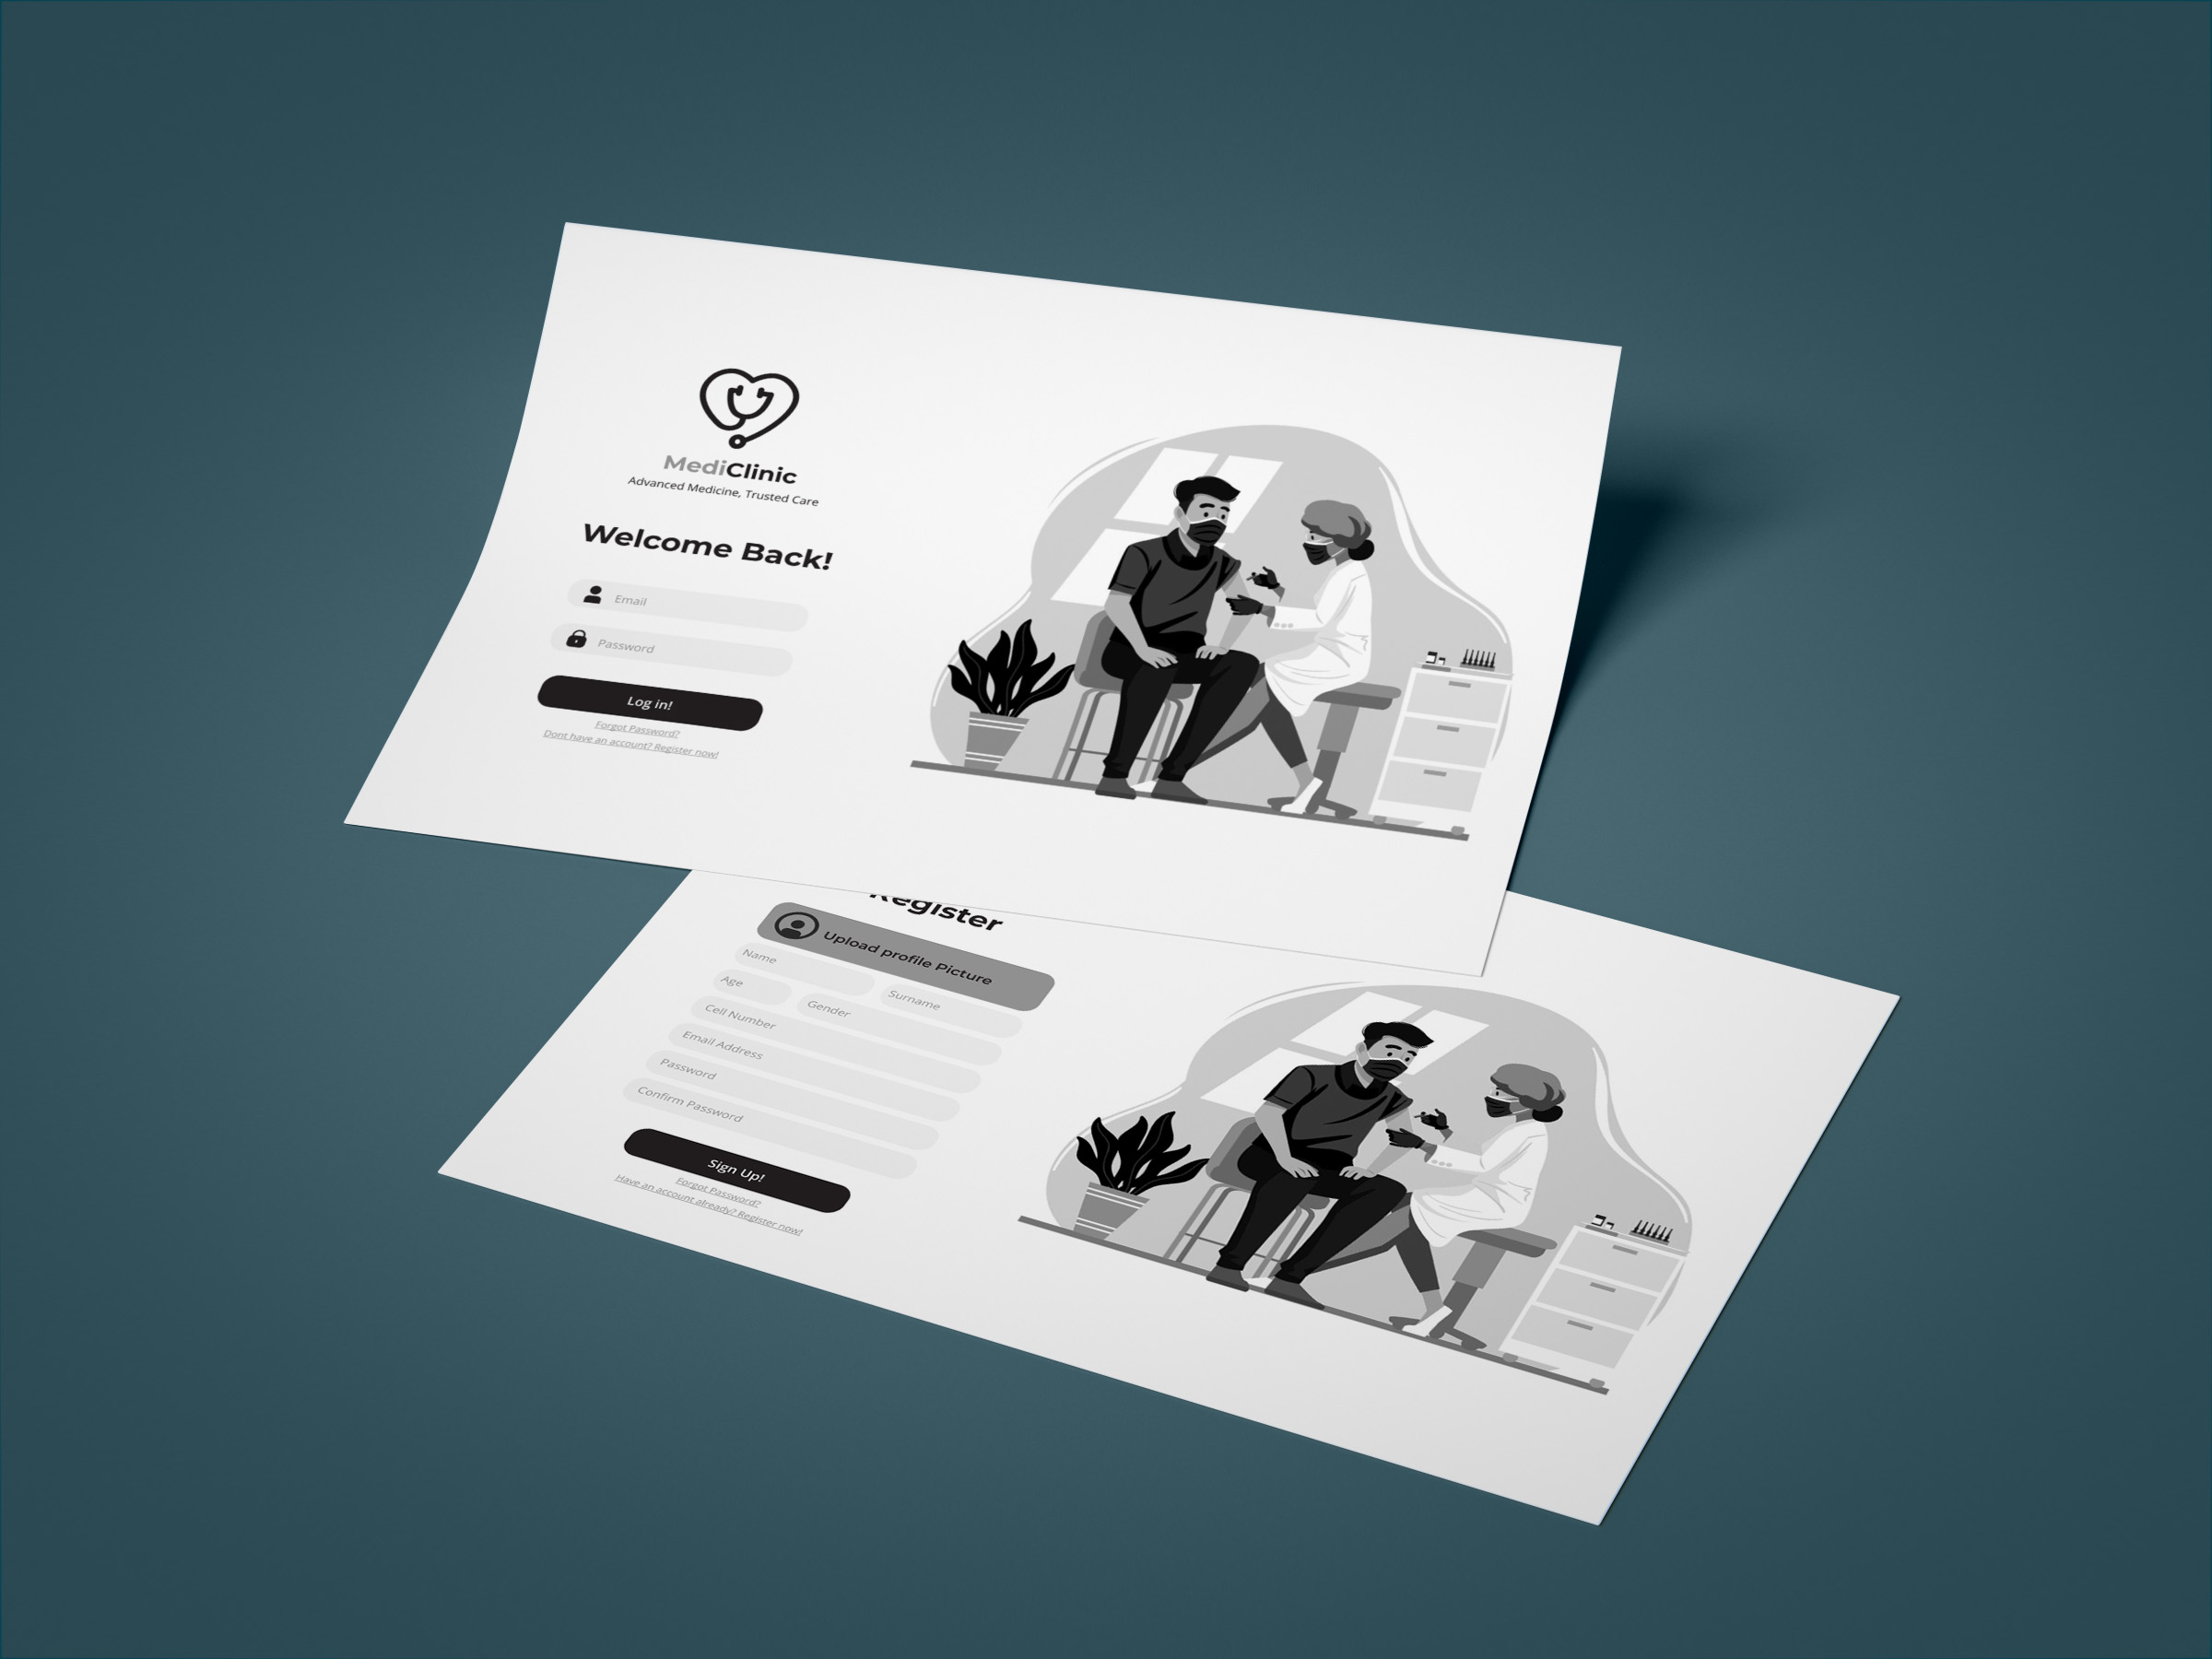 MediClinic
Advanced Medicine, Trusted Care
Welcome Back!
Email
Password
Log in!
Forgot Password?
Dont have an account? Register now!
Register
Upload profile Picture
Name
Surname
Age
Gender
Cell Number
Email Address
Password
Confirm Password
Sign Up!
Forgot Password?
Have an account already? Register now!